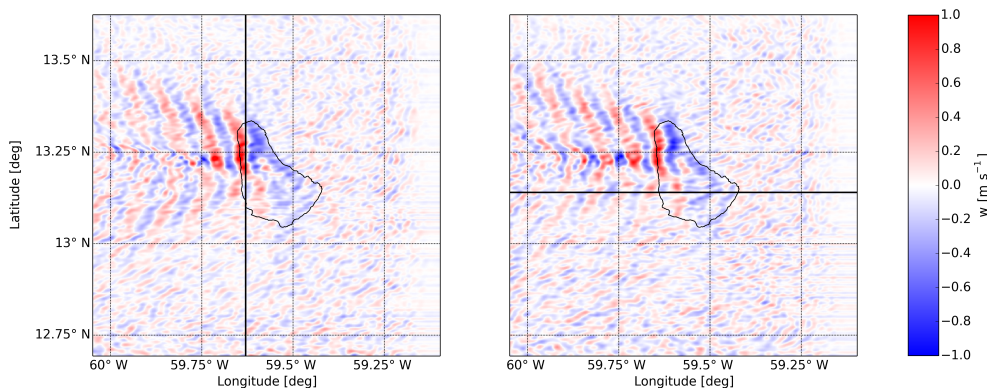 13.5° N
13.25° N
13° N
12.75° N
Latitude [deg]
60° W 59.75° W 59.5° W 59.25° W
Longitude [deg]
60° W 59.75° W 59.5° W 59.25° W
Longitude [deg]
1.0
0.8
0.6
0.4
0.2
0.0
−0.2
−0.4
−0.6
−0.8
−1.0
w [m s⁻¹]